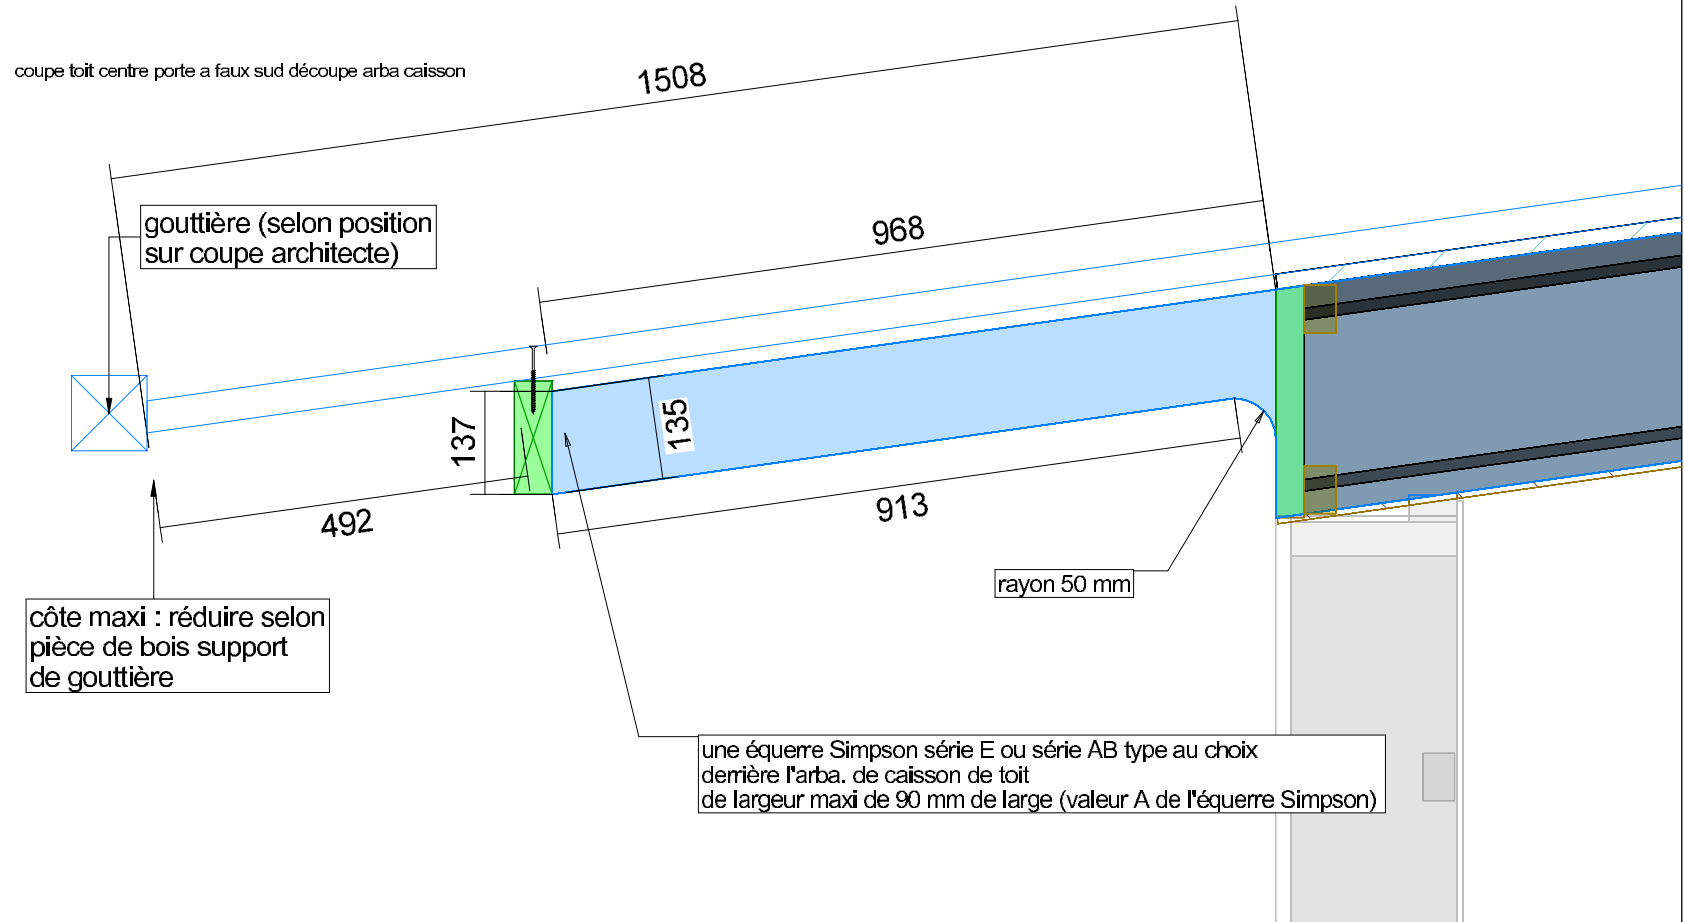 coupe toit centre porte a faux sud découpe arba caisson
1508
gouttière (selon position
sur coupe architecte)
968
137
135
492
913
rayon 50 mm
côte maxi : réduire selon
pièce de bois support
de gouttière
une équerre Simpson série E ou série AB type au choix
derrière l'arba. de caisson de toit
de largeur maxi de 90 mm de large (valeur A de l'équerre Simpson)